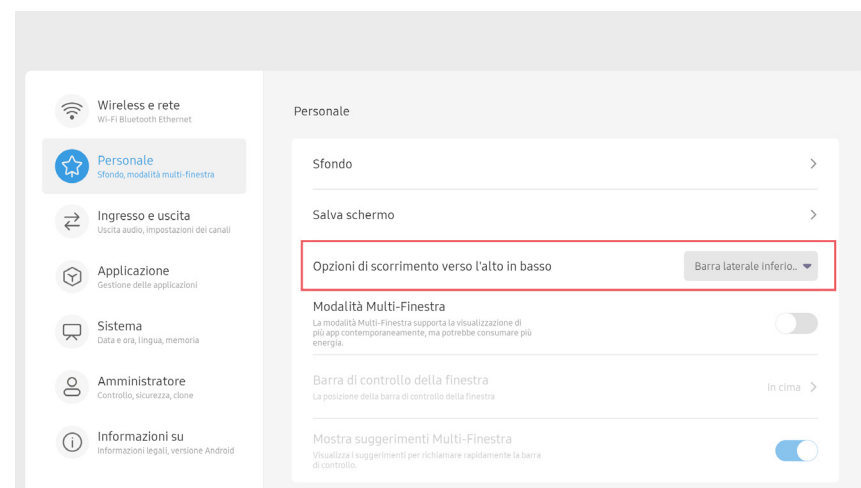 Wireless e rete
Wi-Fi Bluetooth Ethernet
Personale
Sfondo, modalità multi-finestra
Ingresso e uscita
Uscita audio, impostazioni dei canali
Applicazione
Gestione delle applicazioni
Sistema
Data e ora, lingua, memoria
Amministratore
Controllo, sicurezza, clone
Informazioni su
Informazioni legali, versione Android
Personale
Sfondo
Salva schermo
Opzioni di scorrimento verso l'alto in basso
Barra laterale inferio..
Modalità Multi-Finestra
La modalità Multi-Finestra supporta la visualizzazione di
più app contemporaneamente, ma potrebbe consumare più
energia.
Barra di controllo della finestra
La posizione della barra di controllo della finestra
In cima
Mostra suggerimenti Multi-Finestra
Visualizza i suggerimenti per richiamare rapidamente la barra
di controllo.